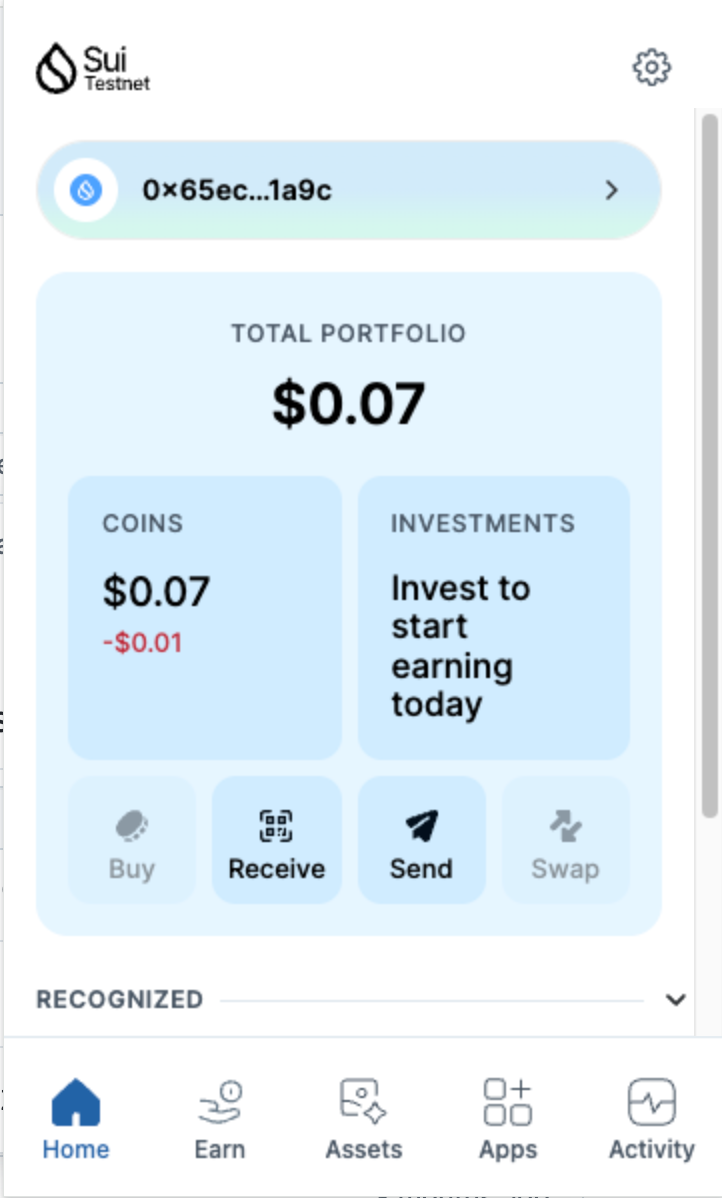 Sui
Testnet
0×65ec...1a9c
TOTAL PORTFOLIO
$0.07
COINS
$0.07
-$0.01
INVESTMENTS
Invest to
start
earning
today
Buy
Receive
Send
Swap
RECOGNIZED
Home
Earn
Assets
Apps
Activity